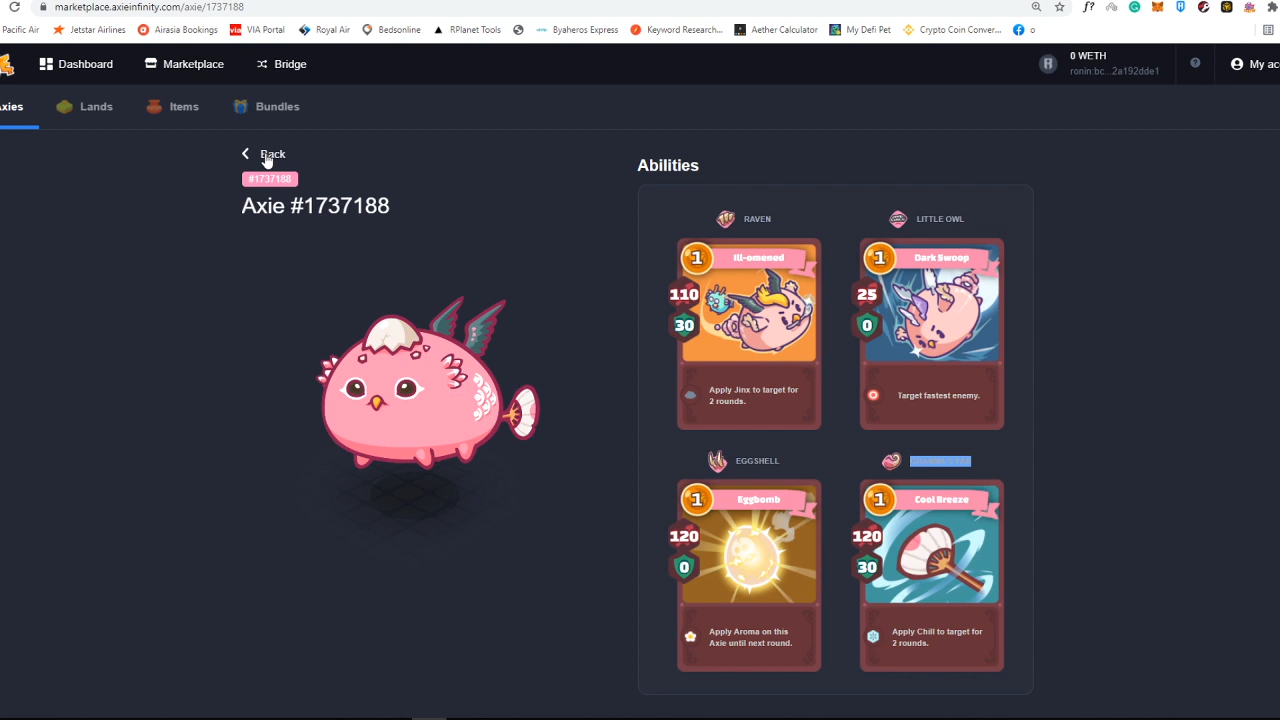 marketplace.axieinfinity.com/axie/1737188
f?
Pacific Air Jetstar Airlines Airasia Bookings via VIA Portal Royal Air Bedsonline RPlanet Tools Byaheros Express Keyword Research... Aether Calculator My Defi Pet Crypto Coin Conver... o
Dashboard Marketplace Bridge
0 WETH
ronin:bc...2a192dde1
?
My ac
xies Lands Items Bundles
Back
#1737188
Axie #1737188
Abilities
RAVEN
LITTLE OWL
1 Ill-omened
110
30
Apply Jinx to target for
2 rounds.
1 Dark Swoop
25
0
Target fastest enemy.
EGGSHELL
1 Eggbomb
120
0
Apply Aroma on this
Axie until next round.
1 Cool Breeze
120
30
Apply Chill to target for
2 rounds.